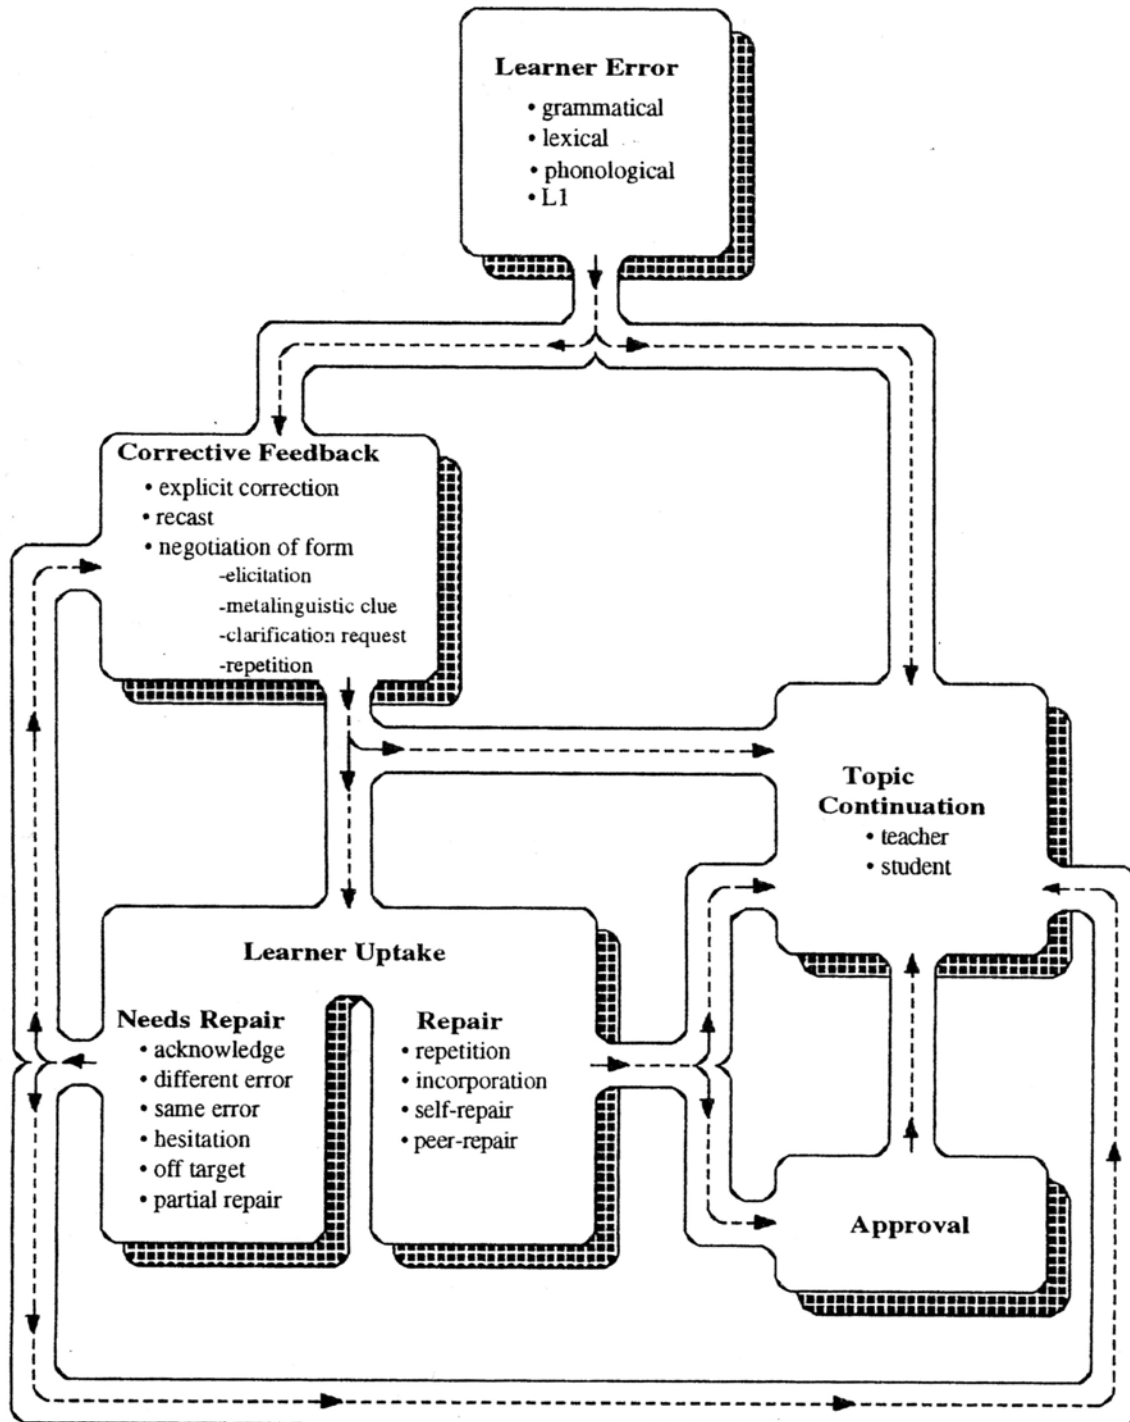 Learner Error
• grammatical
• lexical
• phonological
• L1
Corrective Feedback
• explicit correction
• recast
• negotiation of form
-elicitation
-metalinguistic clue
-clarification request
-repetition
Topic
Continuation
• teacher
• student
Learner Uptake
Needs Repair
• acknowledge
• different error
• same error
• hesitation
• off target
• partial repair
Repair
• repetition
• incorporation
• self-repair
• peer-repair
Approval